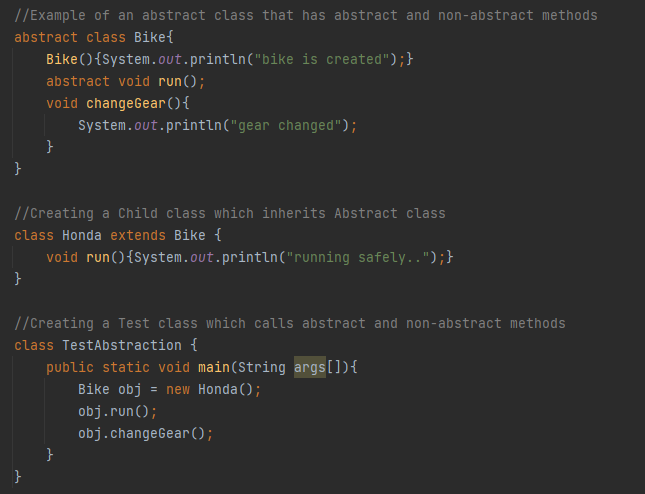 //Example of an abstract class that has abstract and non-abstract methods
abstract class Bike{
    Bike(){System.out.println("bike is created");}
    abstract void run();
    void changeGear(){
        System.out.println("gear changed");
    }
}

//Creating a Child class which inherits Abstract class
class Honda extends Bike {
    void run(){System.out.println("running safely..");}
}

//Creating a Test class which calls abstract and non-abstract methods
class TestAbstraction {
    public static void main(String args[]){
        Bike obj = new Honda();
        obj.run();
        obj.changeGear();
    }
}